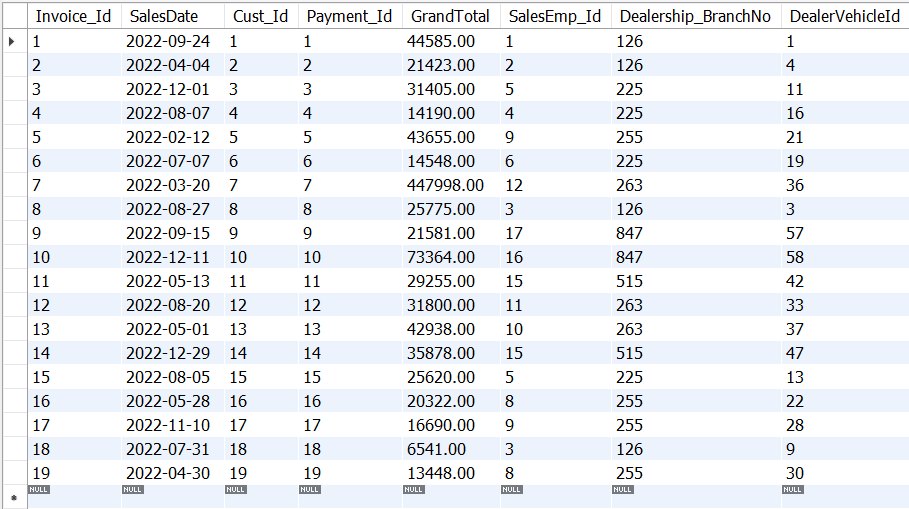 Invoice_Id SalesDate Cust_Id Payment_Id GrandTotal SalesEmp_Id Dealership_BranchNo DealerVehicleId
1 2022-09-24 1 1 44585.00 1 126 1
2 2022-04-04 2 2 21423.00 2 126 4
3 2022-12-01 3 3 31405.00 5 225 11
4 2022-08-07 4 4 14190.00 4 225 16
5 2022-02-12 5 5 43655.00 9 255 21
6 2022-07-07 6 6 14548.00 6 225 19
7 2022-03-20 7 7 447998.00 12 263 36
8 2022-08-27 8 8 25775.00 3 126 3
9 2022-09-15 9 9 21581.00 17 847 57
10 2022-12-11 10 10 73364.00 16 847 58
11 2022-05-13 11 11 29255.00 15 515 42
12 2022-08-20 12 12 31800.00 11 263 33
13 2022-05-01 13 13 42938.00 10 263 37
14 2022-12-29 14 14 35878.00 15 515 47
15 2022-08-05 15 15 25620.00 5 225 13
16 2022-05-28 16 16 20322.00 8 255 22
17 2022-11-10 17 17 16690.00 9 255 28
18 2022-07-31 18 18 6541.00 3 126 9
19 2022-04-30 19 19 13448.00 8 255 30
NULL NULL NULL NULL NULL NULL NULL NULL